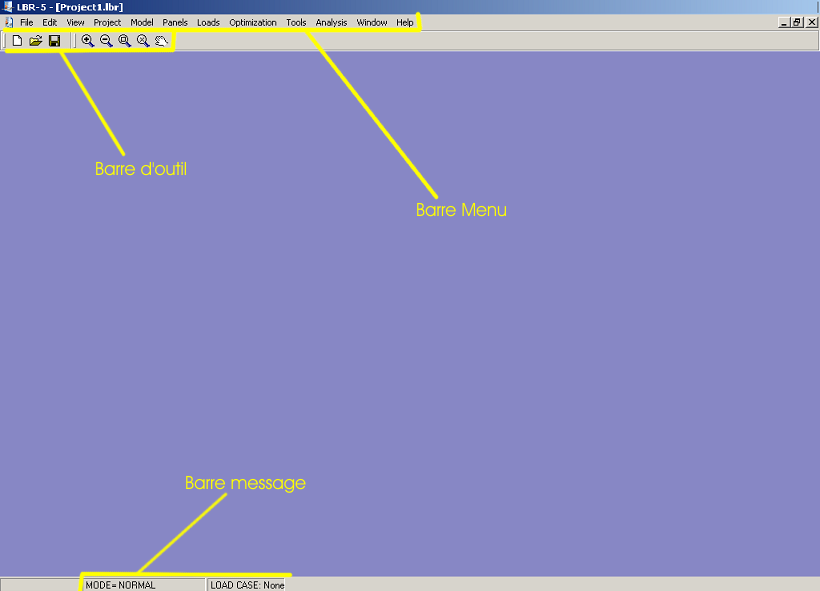 LBR-5 - [Project1.lbr]
File Edit View Project Model Panels Loads Optimization Tools Analysis Window Help
Barre d'outil
Barre Menu
Barre message
MODE= NORMAL LOAD CASE: None